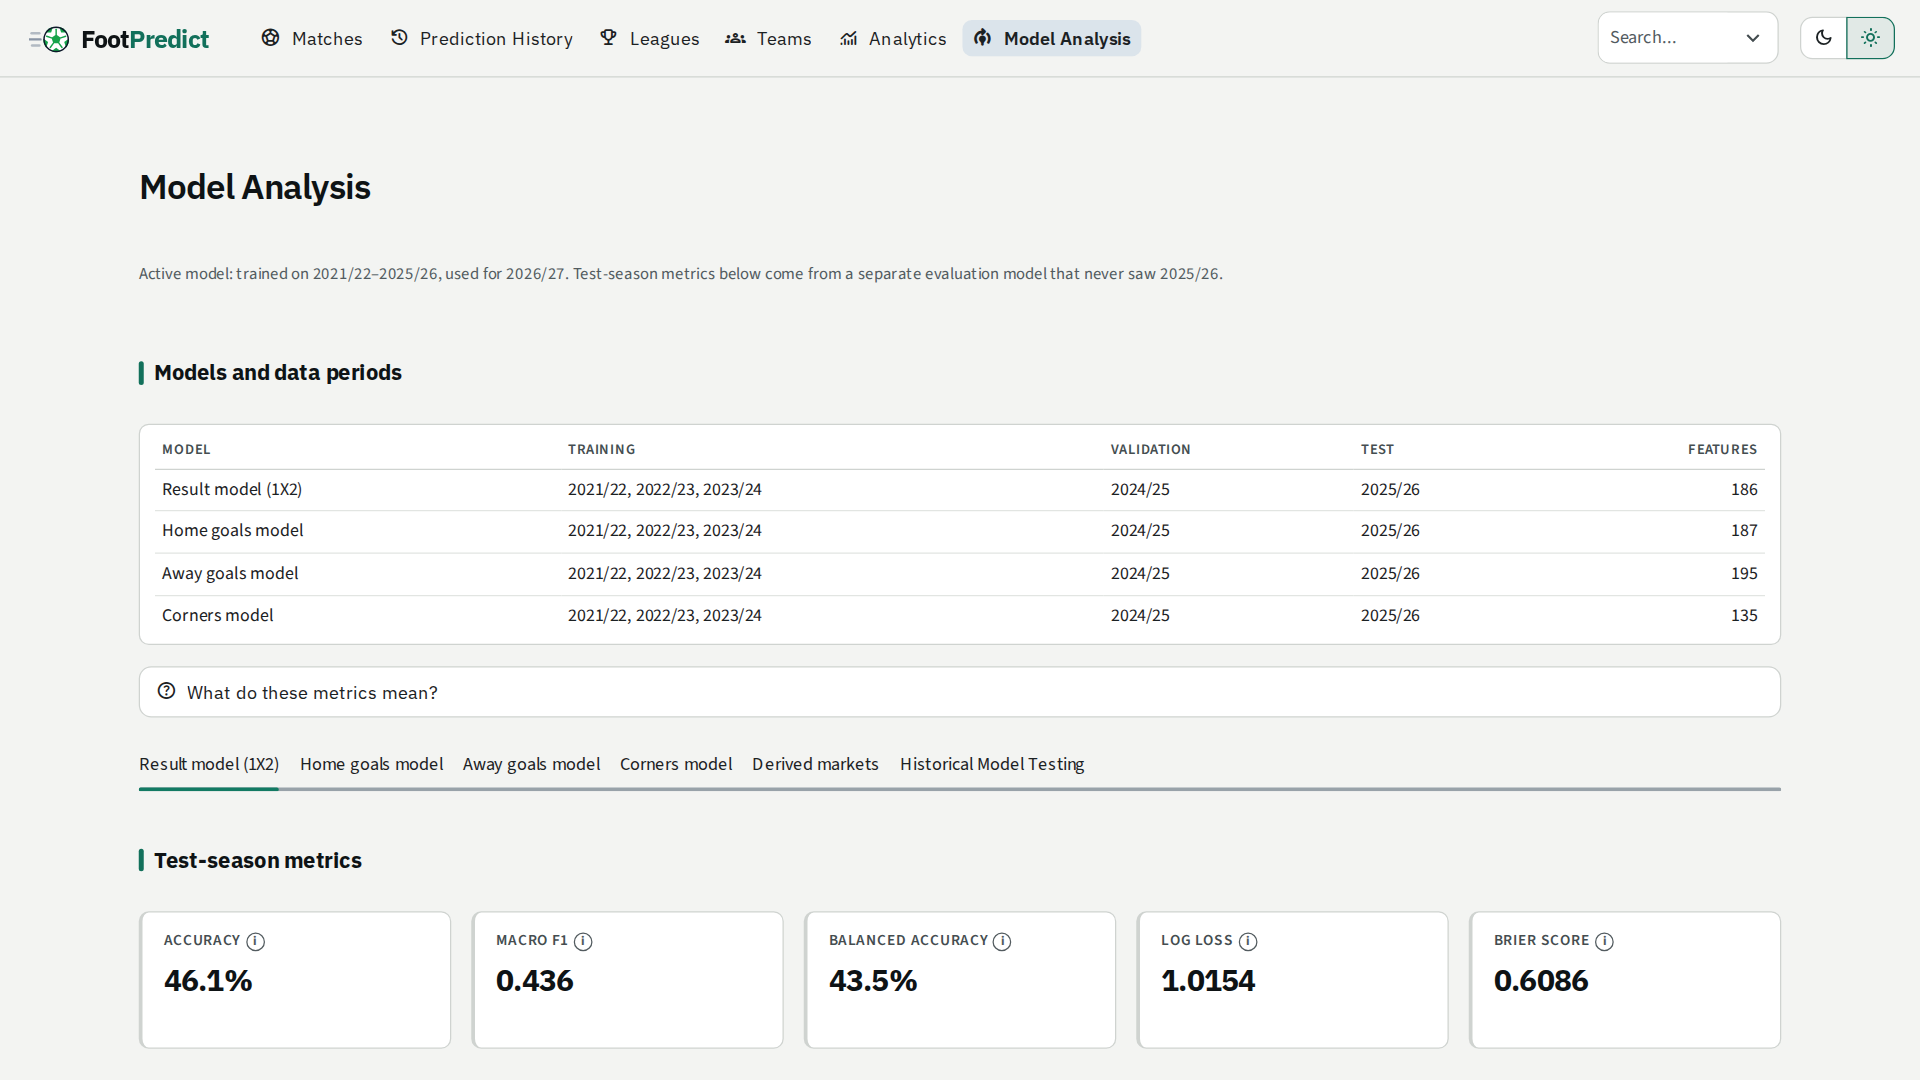 FootPredict Matches Prediction History Leagues Teams Analytics Model Analysis Search...
Model Analysis
Active model: trained on 2021/22–2025/26, used for 2026/27. Test-season metrics below come from a separate evaluation model that never saw 2025/26.
Models and data periods
MODEL TRAINING VALIDATION TEST FEATURES
Result model (1X2) 2021/22, 2022/23, 2023/24 2024/25 2025/26 186
Home goals model 2021/22, 2022/23, 2023/24 2024/25 2025/26 187
Away goals model 2021/22, 2022/23, 2023/24 2024/25 2025/26 195
Corners model 2021/22, 2022/23, 2023/24 2024/25 2025/26 135
What do these metrics mean?
Result model (1X2) Home goals model Away goals model Corners model Derived markets Historical Model Testing
Test-season metrics
ACCURACY MACRO F1 BALANCED ACCURACY LOG LOSS BRIER SCORE
46.1% 0.436 43.5% 1.0154 0.6086